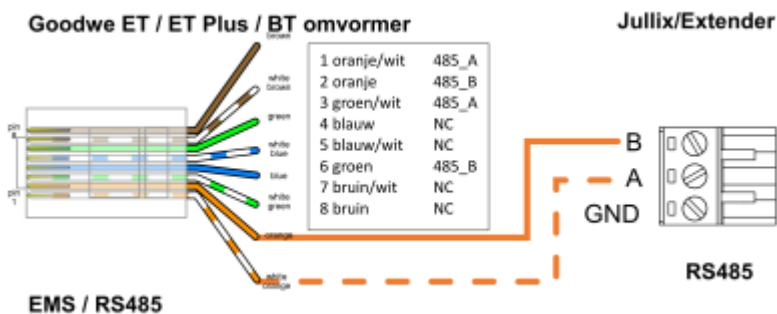 Goodwe ET / ET Plus / BT omvormer
Jullix/Extender
brown
white
brown
green
white
blue
blue
white
green
orange
white
orange
pin
8
pin
1
1 oranje/wit 485_A
2 oranje 485_B
3 groen/wit 485_A
4 blauw NC
5 blauw/wit NC
6 groen 485_B
7 bruin/wit NC
8 bruin NC
B
A
GND
RS485
EMS / RS485